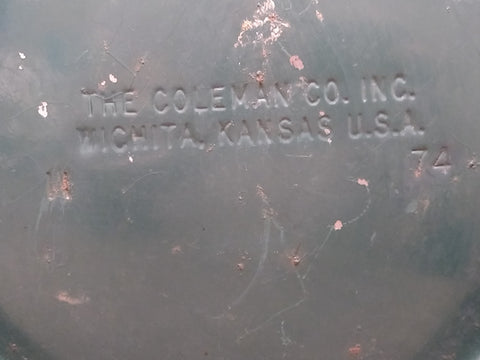 THE COLEMAN CO. INC.
WICHITA, KANSAS U.S.A.
74